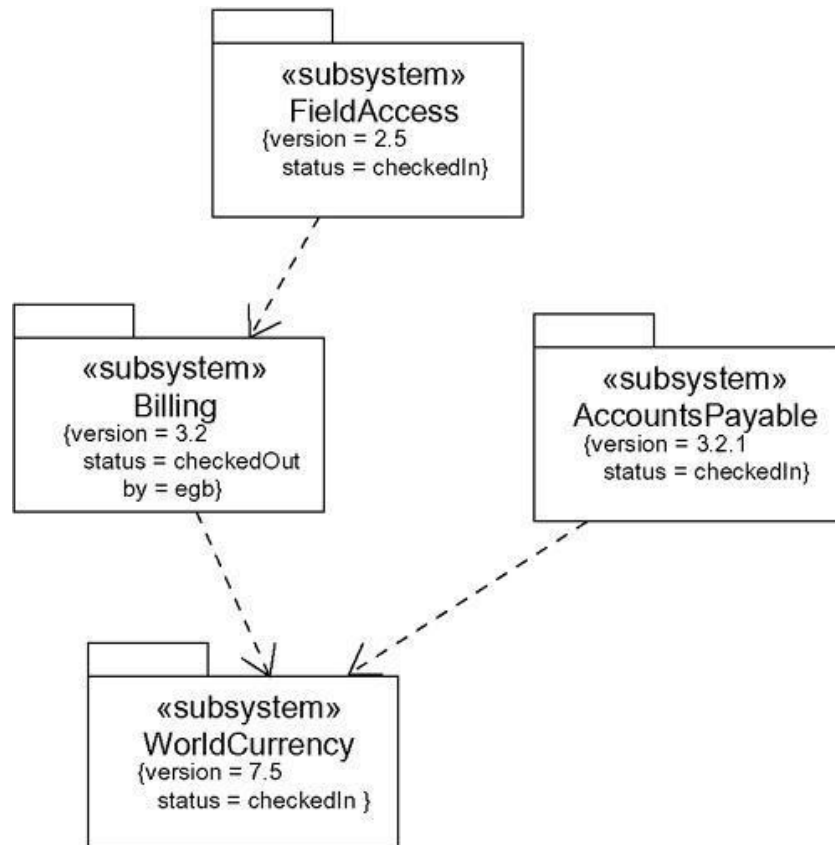 «subsystem»
FieldAccess
{version = 2.5
status = checkedIn}
«subsystem»
Billing
{version = 3.2
status = checkedOut
by = egb}
«subsystem»
AccountsPayable
{version = 3.2.1
status = checkedIn}
«subsystem»
WorldCurrency
{version = 7.5
status = checkedIn }